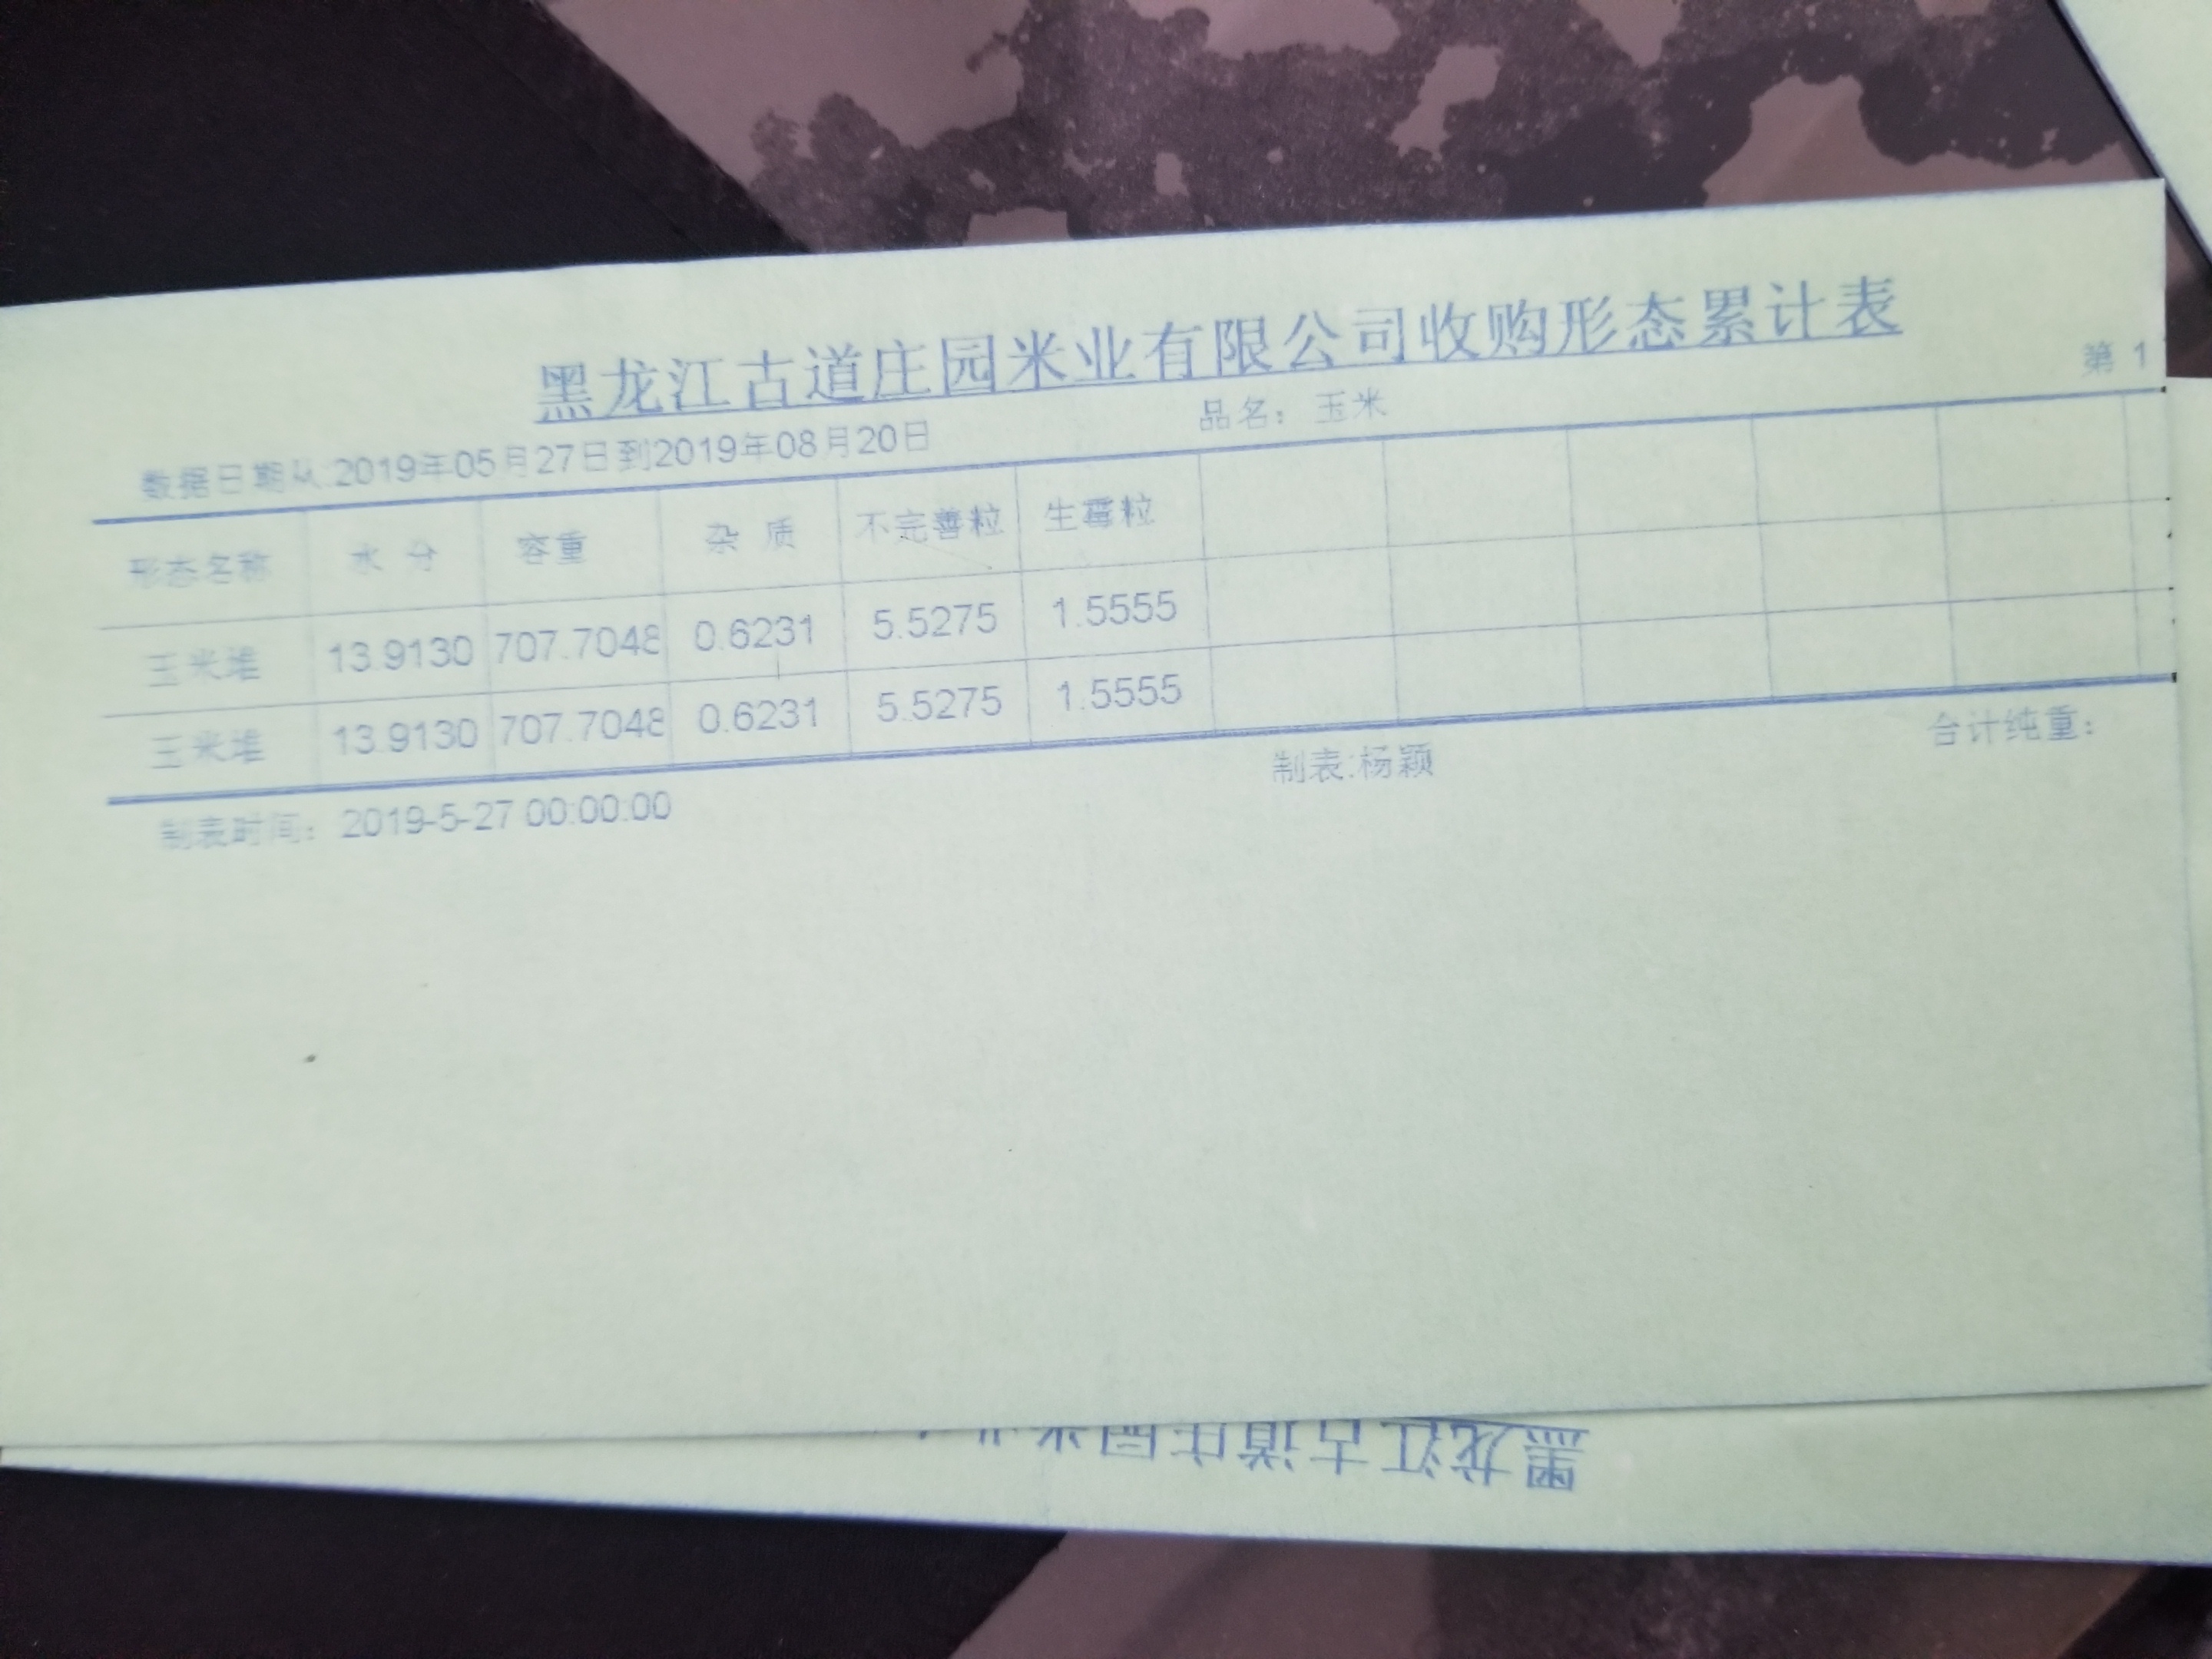 黑龙江古道庄园米业有限公司收购形态累计表
第 1
数据日期从:2019年05月27日到2019年08月20日 品名：玉米
形态名称 水 分 容重 杂 质 不完善粒 生霉粒
玉米堆 13.9130 707.7048 0.6231 5.5275 1.5555
玉米堆 13.9130 707.7048 0.6231 5.5275 1.5555
制表时间：2019-5-27 00:00:00 制表:杨颖 合计纯重：
黑龙江古道庄园米业